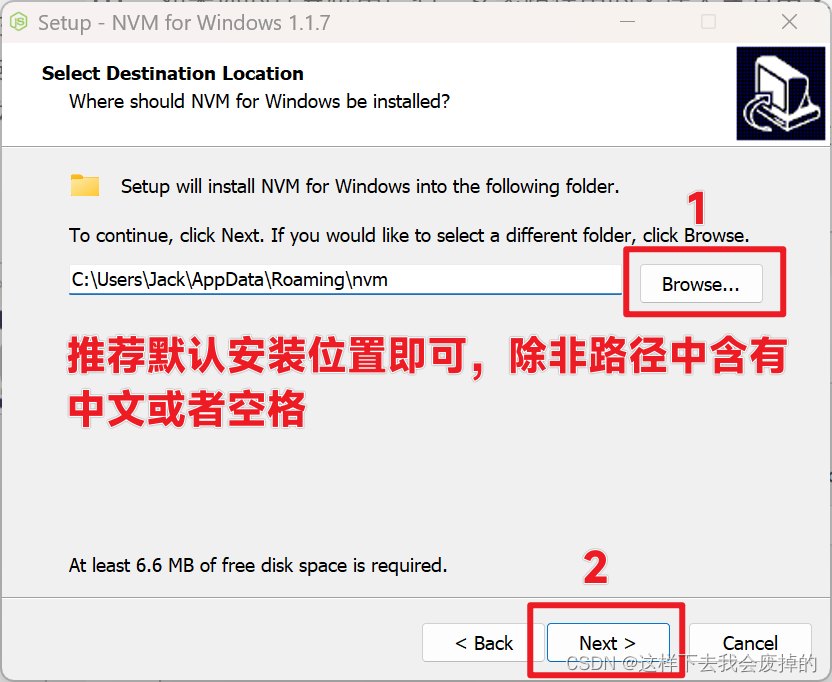 Setup - NVM for Windows 1.1.7
Select Destination Location
Where should NVM for Windows be installed?
Setup will install NVM for Windows into the following folder.
1
To continue, click Next. If you would like to select a different folder, click Browse.
C:\Users\Jack\AppData\Roaming\nvm
Browse...
推荐默认安装位置即可，除非路径中含有
中文或者空格
At least 6.6 MB of free disk space is required.
2
< Back
Next >
Cancel
CSDN @这样下去我会废掉的